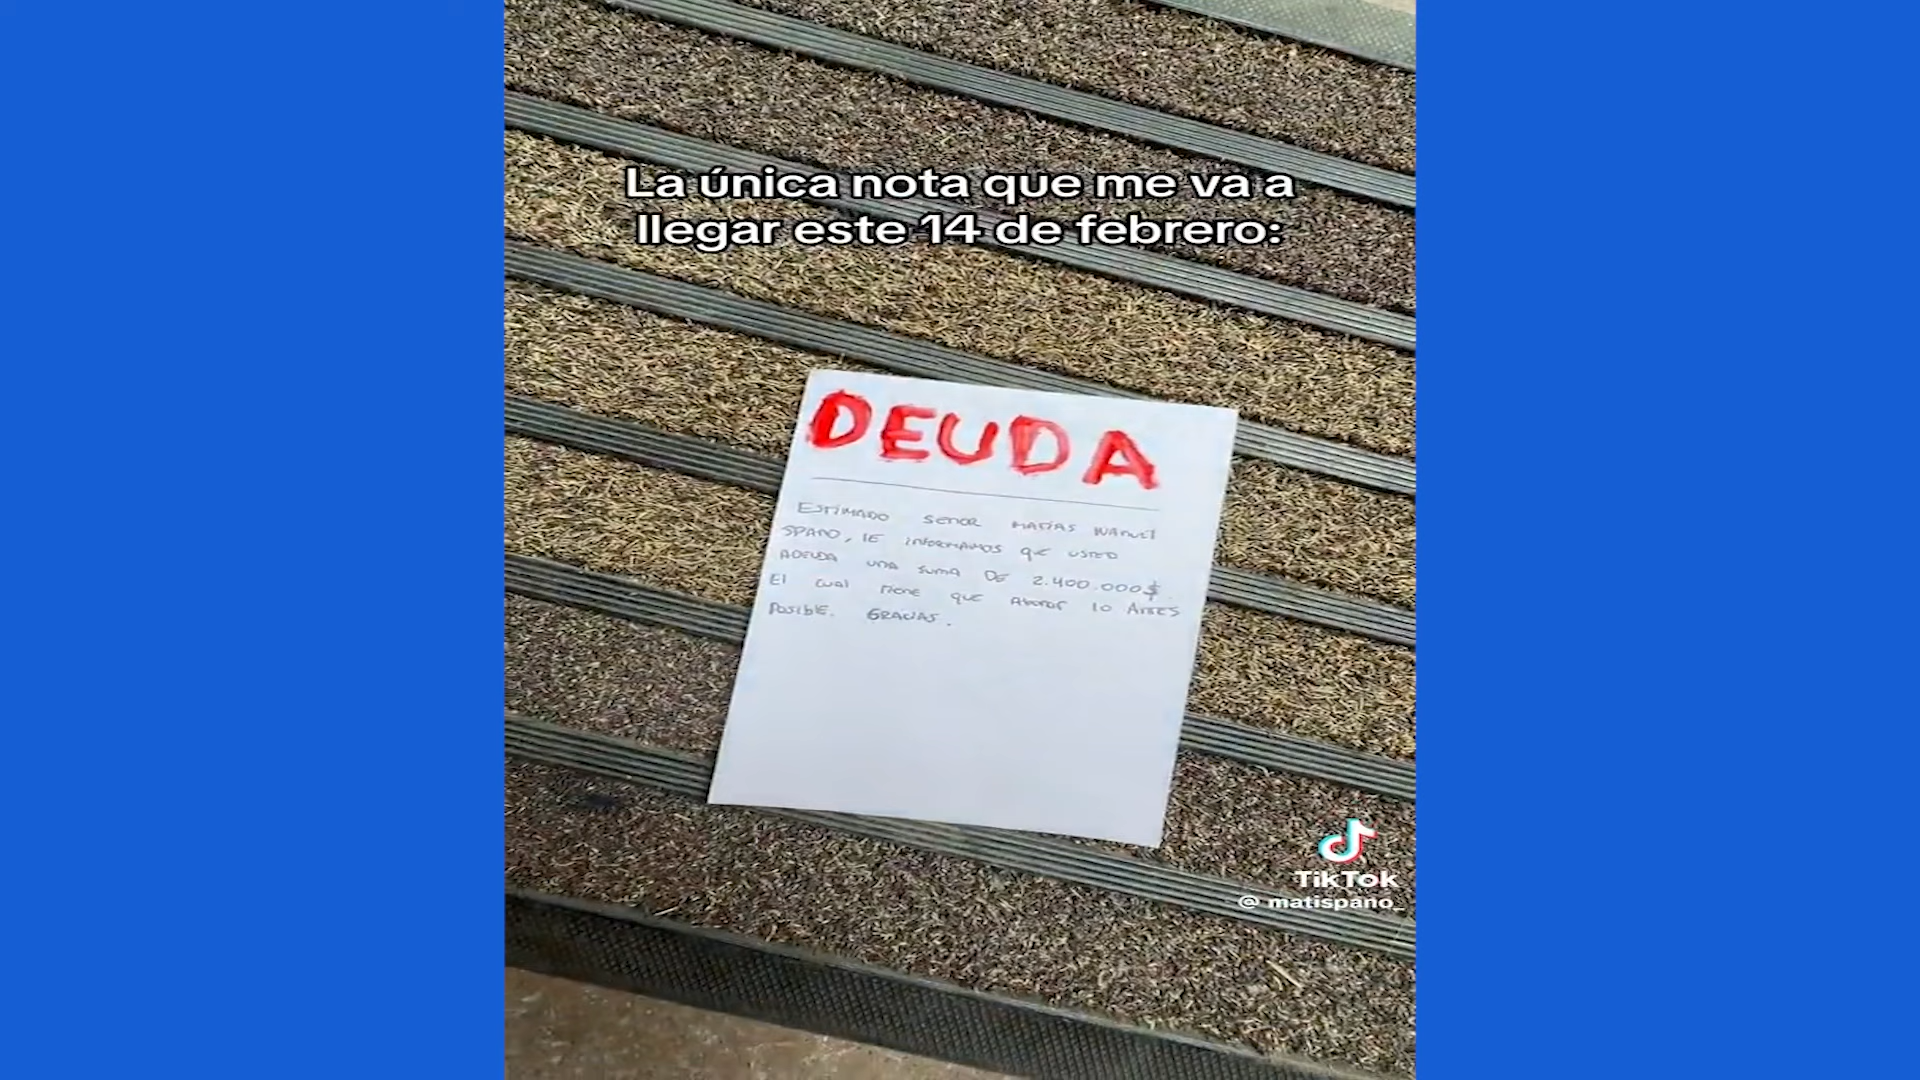 La única nota que me va a
llegar este 14 de febrero:
DEUDA
ESTIMADO SEÑOR MATÍAS MANUEL
SPANO, LE INFORMAMOS QUE USTED
ADEUDA UNA SUMA DE 2.400.000$.
El cual TIENE QUE ABONAR lo ANTES
POSIBLE. GRACIAS.
TikTok
@ matispano_